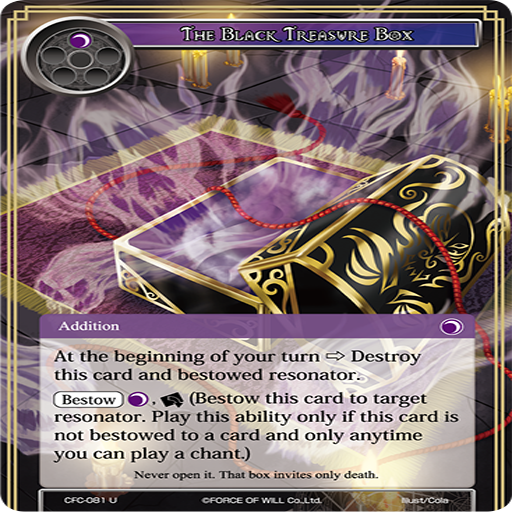 The Black Treasure Box
Addition
At the beginning of your turn ⇨ Destroy
this card and bestowed resonator.
Bestow , (Bestow this card to target
resonator. Play this ability only if this card is
not bestowed to a card and only anytime
you can play a chant.)
Never open it. That box invites only death.
CFC-081 U ©FORCE OF WILL Co.,Ltd. Illust/Cola